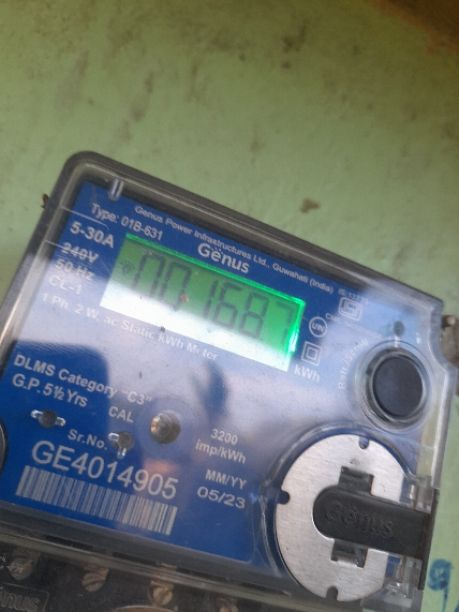 Genus Power Infrastructures Ltd., Guwahati (India)
Type: 01B-631
Genus
5-30A
240V
50 Hz
CL-1
001687
kWh
1 Ph. 2 W. ac Static kWh Meter
DLMS Category "C3"
G.P. 5½ Yrs
CAL
3200
imp/kWh
Sr.No.
GE4014905
MM/YY
05/23
Genus